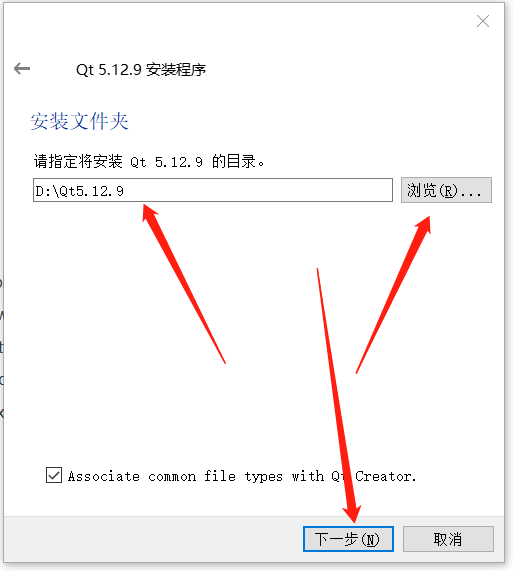 Qt 5.12.9 安装程序
安装文件夹
请指定将安装 Qt 5.12.9 的目录。
D:\Qt5.12.9
浏览(R)...
Associate common file types with Qt Creator.
下一步(N)
取消